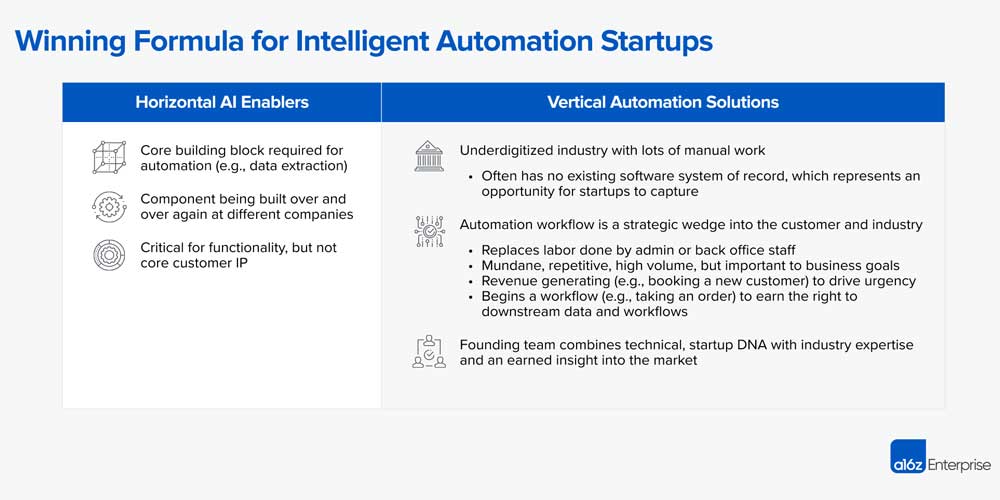 Winning Formula for Intelligent Automation Startups
Horizontal AI Enablers
Core building block required for
automation (e.g., data extraction)
Component being built over and
over again at different companies
Critical for functionality, but not
core customer IP
Vertical Automation Solutions
Underdigitized industry with lots of manual work
• Often has no existing software system of record, which represents an
opportunity for startups to capture
Automation workflow is a strategic wedge into the customer and industry
• Replaces labor done by admin or back office staff
• Mundane, repetitive, high volume, but important to business goals
• Revenue generating (e.g., booking a new customer) to drive urgency
• Begins a workflow (e.g., taking an order) to earn the right to
downstream data and workflows
Founding team combines technical, startup DNA with industry expertise
and an earned insight into the market
a16z Enterprise